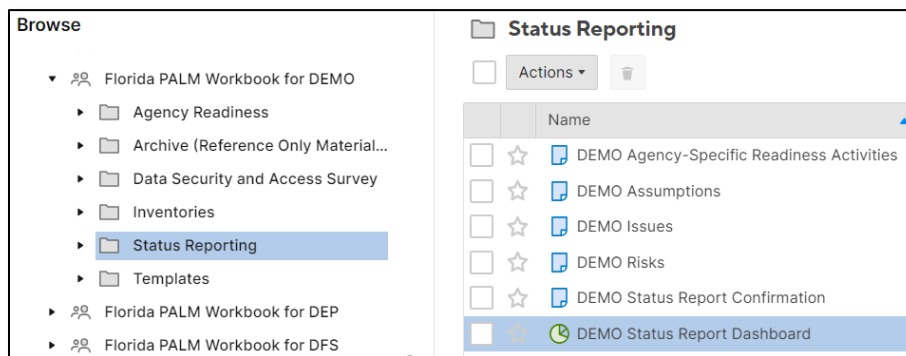 Browse
Florida PALM Workbook for DEMO
Agency Readiness
Archive (Reference Only Material...
Data Security and Access Survey
Inventories
Status Reporting
Templates
Florida PALM Workbook for DEP
Florida PALM Workbook for DFS
Status Reporting
Actions
Name
DEMO Agency-Specific Readiness Activities
DEMO Assumptions
DEMO Issues
DEMO Risks
DEMO Status Report Confirmation
DEMO Status Report Dashboard